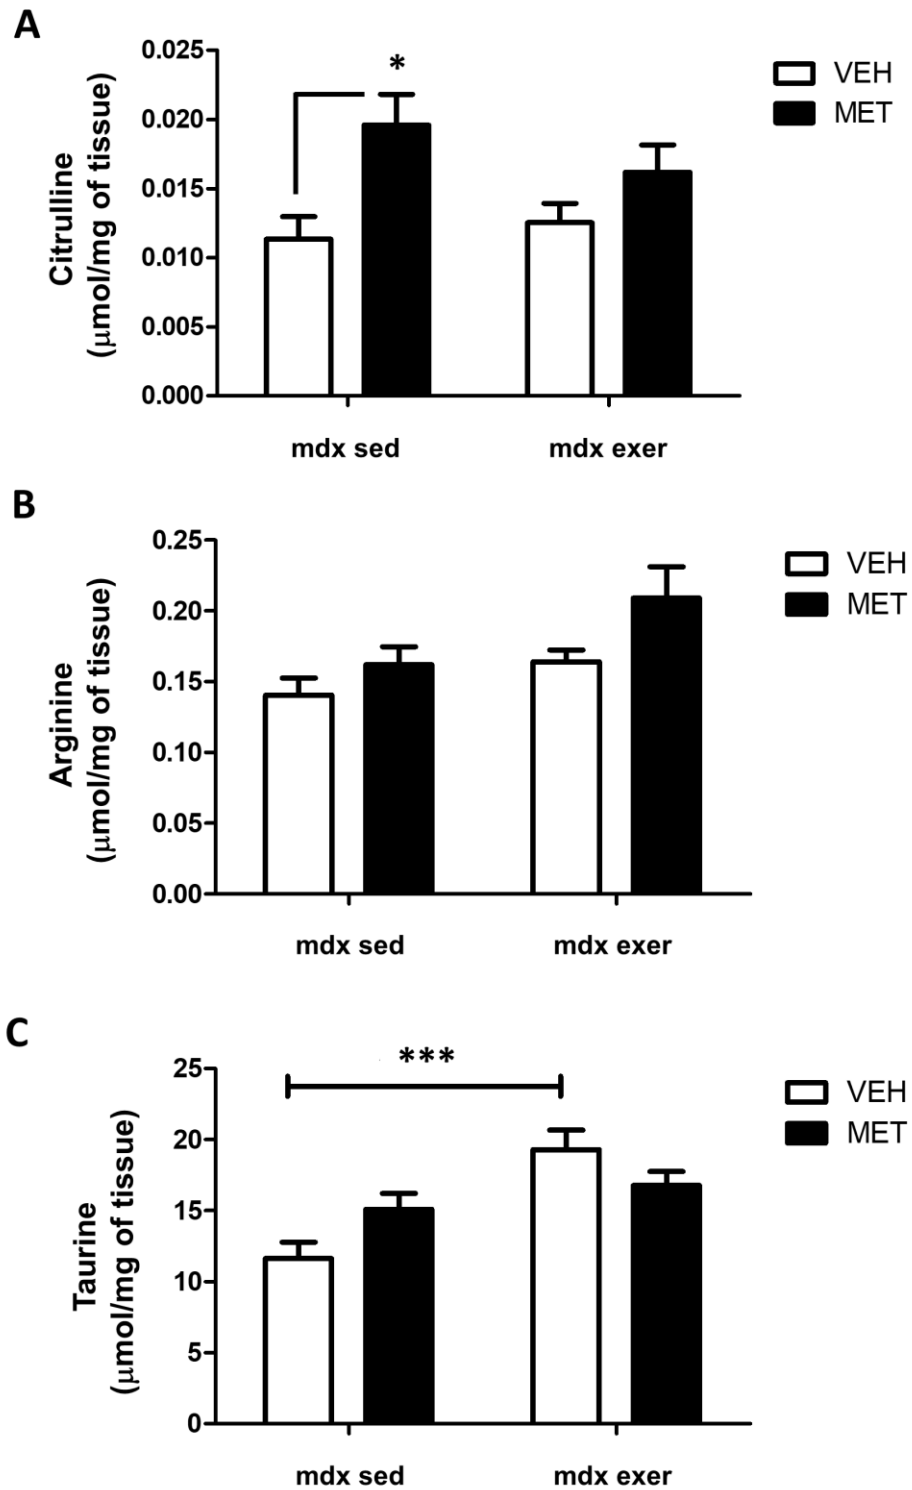 A
Citrulline
(μmol/mg of tissue)
0.025
0.020
0.015
0.010
0.005
0.000
*
VEH
MET
mdx sed
mdx exer
B
Arginine
(μmol/mg of tissue)
0.25
0.20
0.15
0.10
0.05
0.00
VEH
MET
mdx sed
mdx exer
C
Taurine
(μmol/mg of tissue)
25
20
15
10
5
0
***
VEH
MET
mdx sed
mdx exer